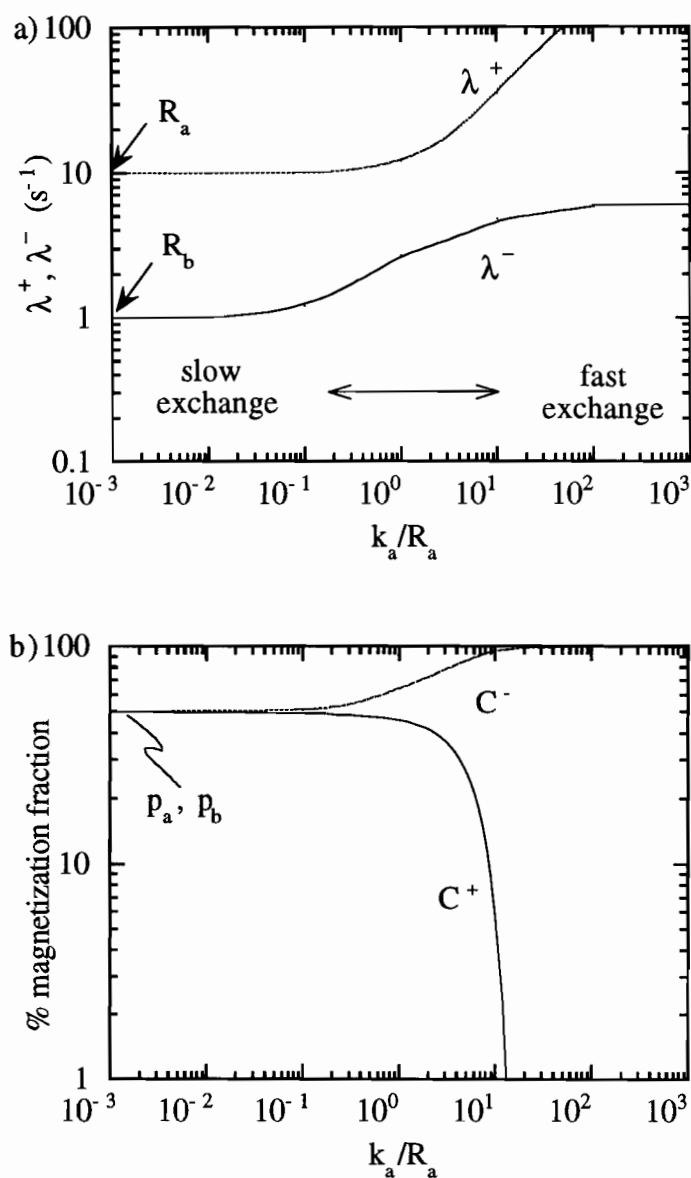 a) 100
λ⁺
Rₐ
10
λ⁺, λ⁻ (s⁻¹)
R_b
λ⁻
1
slow exchange
fast exchange
0.1
10⁻³ 10⁻² 10⁻¹ 10⁰ 10¹ 10² 10³
kₐ/Rₐ
b) 100
C⁻
pₐ, p_b
% magnetization fraction
10
C⁺
1
10⁻³ 10⁻² 10⁻¹ 10⁰ 10¹ 10² 10³
kₐ/Rₐ